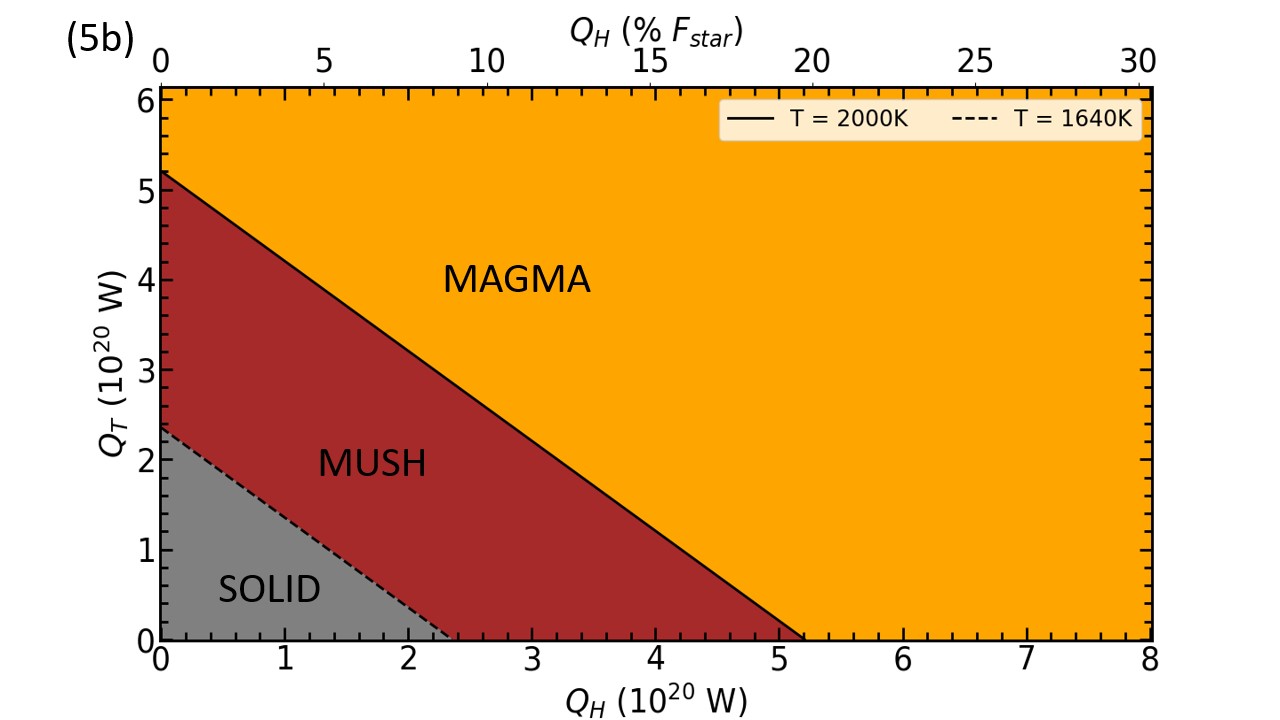 (5b)
Q_H (% F_star)
0 5 10 15 20 25 30
6
T = 2000K T = 1640K
5
4
MAGMA
3
Q_T (10^20 W)
MUSH
2
1
SOLID
0
0 1 2 3 4 5 6 7 8
Q_H (10^20 W)